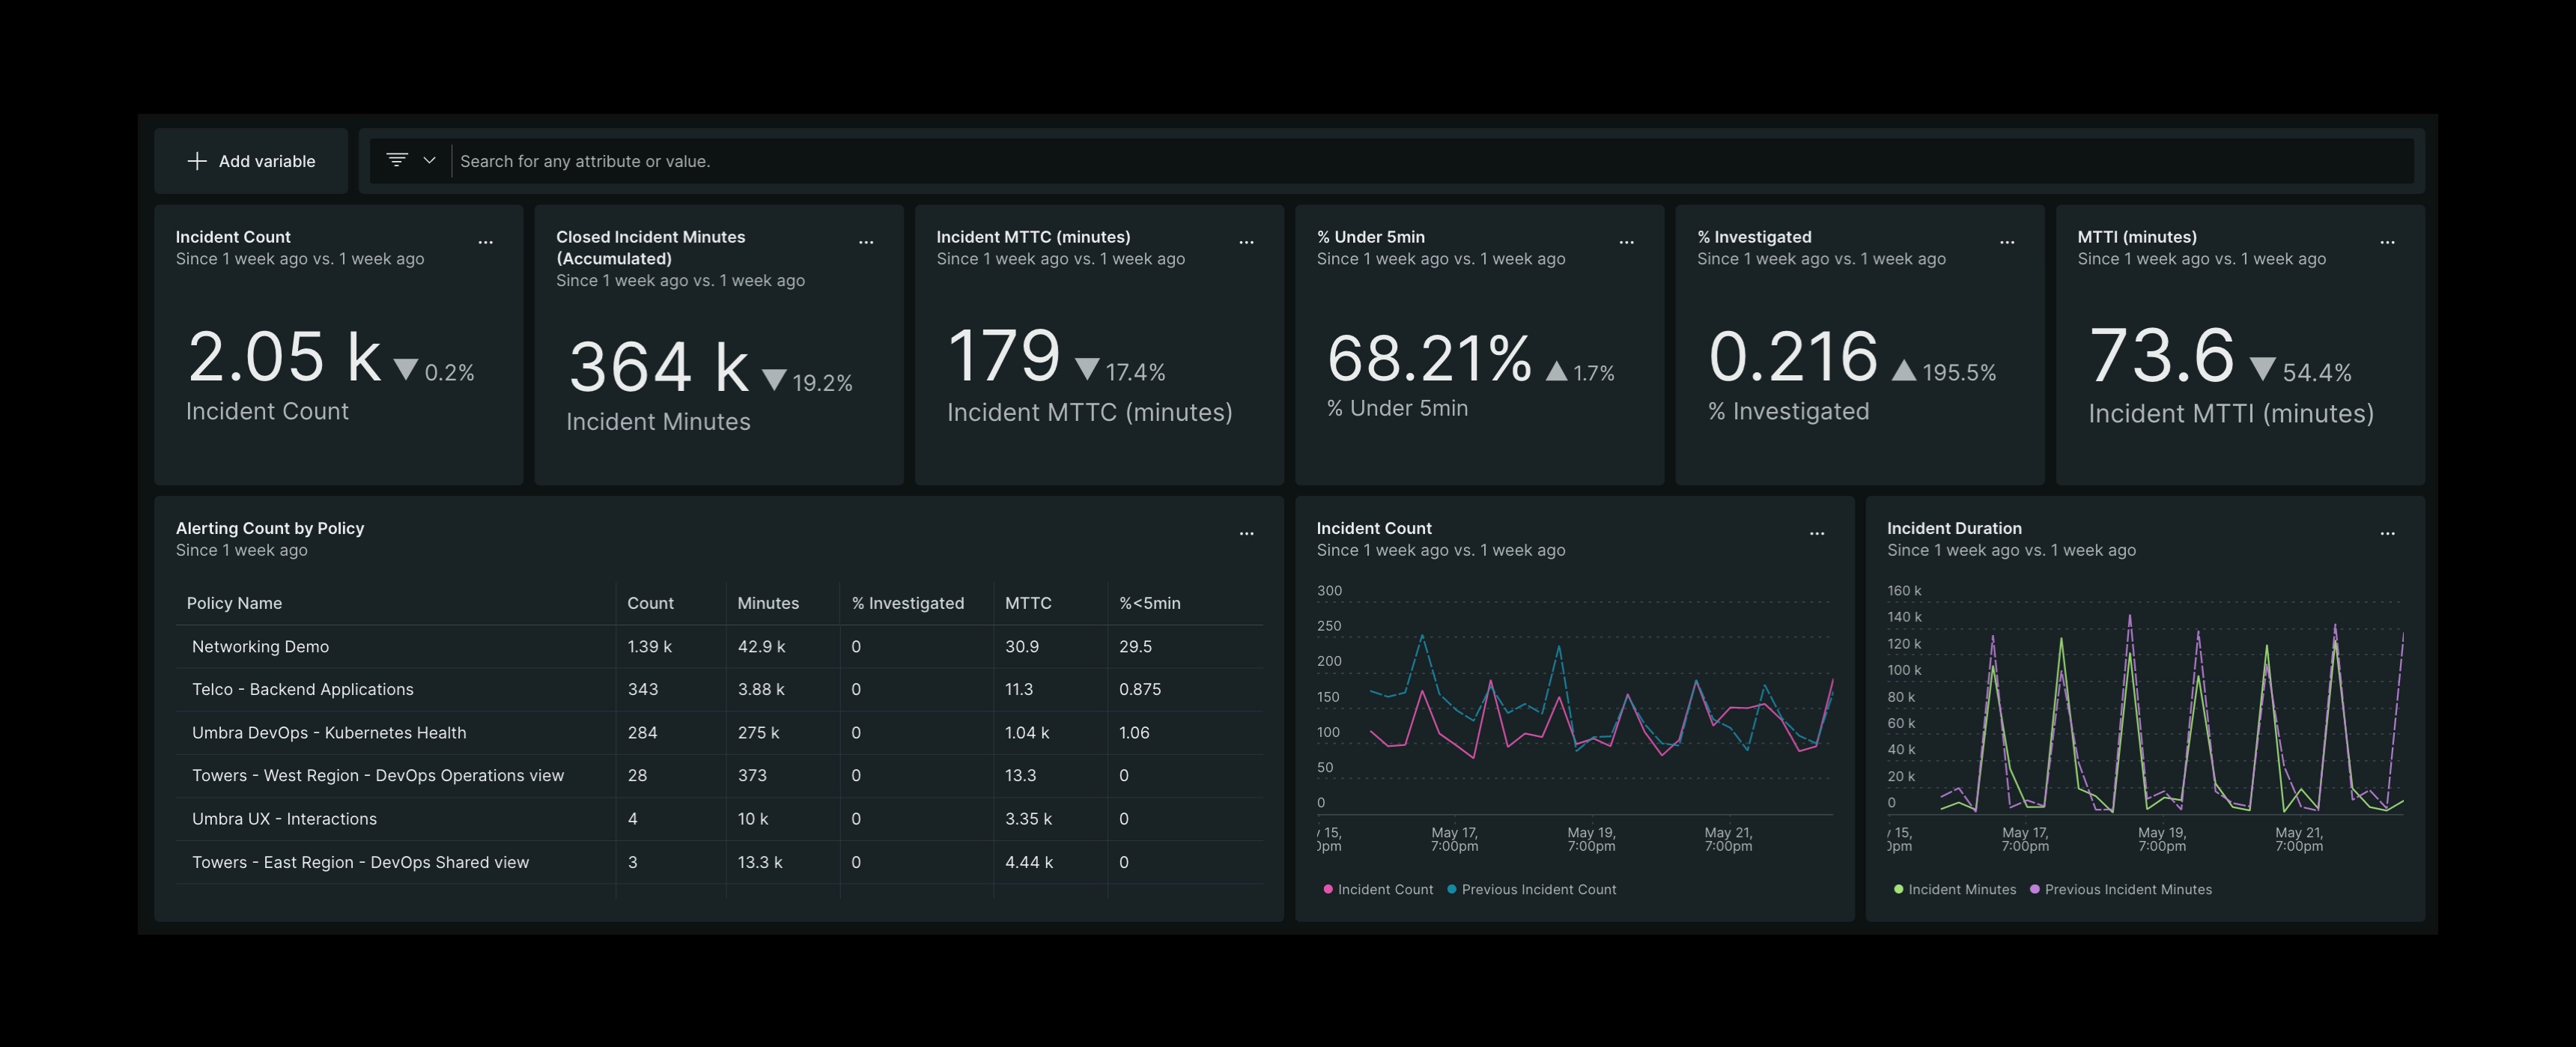 Add variable
Search for any attribute or value.
Incident Count
Since 1 week ago vs. 1 week ago
2.05 k 0.2%
Incident Count
Closed Incident Minutes
(Accumulated)
Since 1 week ago vs. 1 week ago
364 k 19.2%
Incident Minutes
Incident MTTC (minutes)
Since 1 week ago vs. 1 week ago
179 17.4%
Incident MTTC (minutes)
% Under 5min
Since 1 week ago vs. 1 week ago
68.21% 1.7%
% Under 5min
% Investigated
Since 1 week ago vs. 1 week ago
0.216 195.5%
% Investigated
MTTI (minutes)
Since 1 week ago vs. 1 week ago
73.6 54.4%
Incident MTTI (minutes)
Alerting Count by Policy
Since 1 week ago
Policy Name Count Minutes % Investigated MTTC %<5min
Networking Demo 1.39 k 42.9 k 0 30.9 29.5
Telco - Backend Applications 343 3.88 k 0 11.3 0.875
Umbra DevOps - Kubernetes Health 284 275 k 0 1.04 k 1.06
Towers - West Region - DevOps Operations view 28 373 0 13.3 0
Umbra UX - Interactions 4 10 k 0 3.35 k 0
Towers - East Region - DevOps Shared view 3 13.3 k 0 4.44 k 0
Incident Count
Since 1 week ago vs. 1 week ago
300
250
200
150
100
50
0
15, May 17, May 19, May 21,
0pm 7:00pm 7:00pm 7:00pm
Incident Count Previous Incident Count
Incident Duration
Since 1 week ago vs. 1 week ago
160 k
140 k
120 k
100 k
80 k
60 k
40 k
20 k
0
15, May 17, May 19, May 21,
0pm 7:00pm 7:00pm 7:00pm
Incident Minutes Previous Incident Minutes